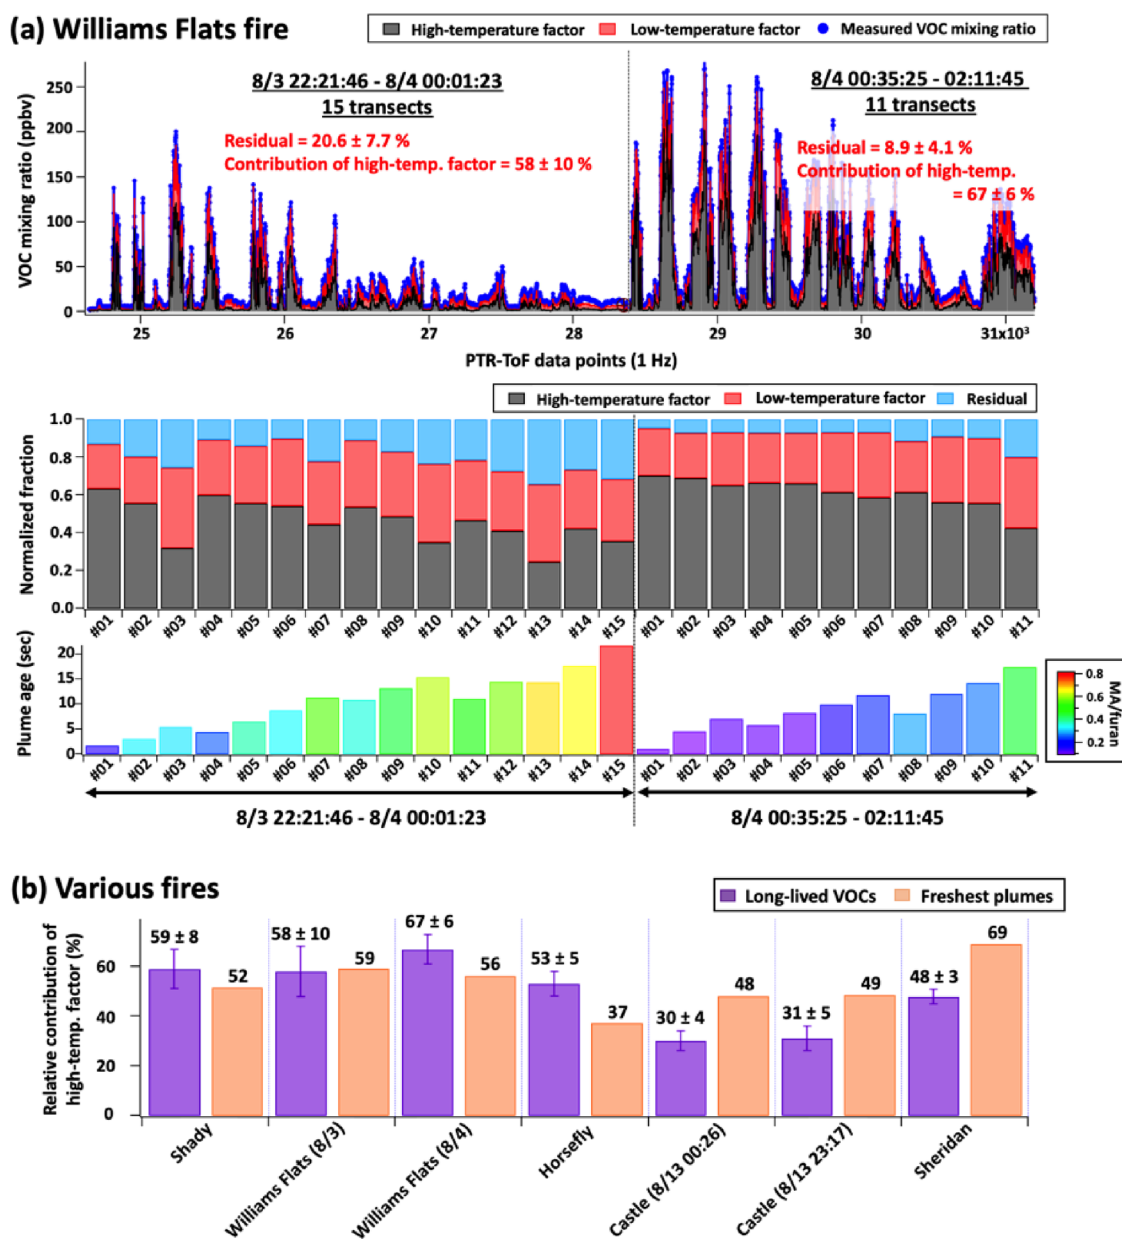 (a) Williams Flats fire
High-temperature factor Low-temperature factor Measured VOC mixing ratio
8/3 22:21:46 - 8/4 00:01:23
15 transects
Residual = 20.6 ± 7.7 %
Contribution of high-temp. factor = 58 ± 10 %
8/4 00:35:25 - 02:11:45
11 transects
Residual = 8.9 ± 4.1 %
Contribution of high-temp.
= 67 ± 6 %
VOC mixing ratio (ppbv)
250
200
150
100
50
0
25 26 27 28 29 30 31x10³
PTR-ToF data points (1 Hz)
High-temperature factor Low-temperature factor Residual
Normalized fraction
1.0
0.8
0.6
0.4
0.2
0.0
#01 #02 #03 #04 #05 #06 #07 #08 #09 #10 #11 #12 #13 #14 #15 #01 #02 #03 #04 #05 #06 #07 #08 #09 #10 #11
Plume age (sec)
20
15
10
5
0
MA/furan
0.8
0.6
0.4
0.2
#01 #02 #03 #04 #05 #06 #07 #08 #09 #10 #11 #12 #13 #14 #15 #01 #02 #03 #04 #05 #06 #07 #08 #09 #10 #11
8/3 22:21:46 - 8/4 00:01:23 8/4 00:35:25 - 02:11:45
(b) Various fires
Long-lived VOCs Freshest plumes
Relative contribution of
high-temp. factor (%)
60
40
20
0
59 ± 8 52 58 ± 10 59 67 ± 6 56 53 ± 5 37 30 ± 4 48 31 ± 5 49 48 ± 3 69
Shady Williams Flats (8/3) Williams Flats (8/4) Horsefly Castle (8/13 00:26) Castle (8/13 23:17) Sheridan